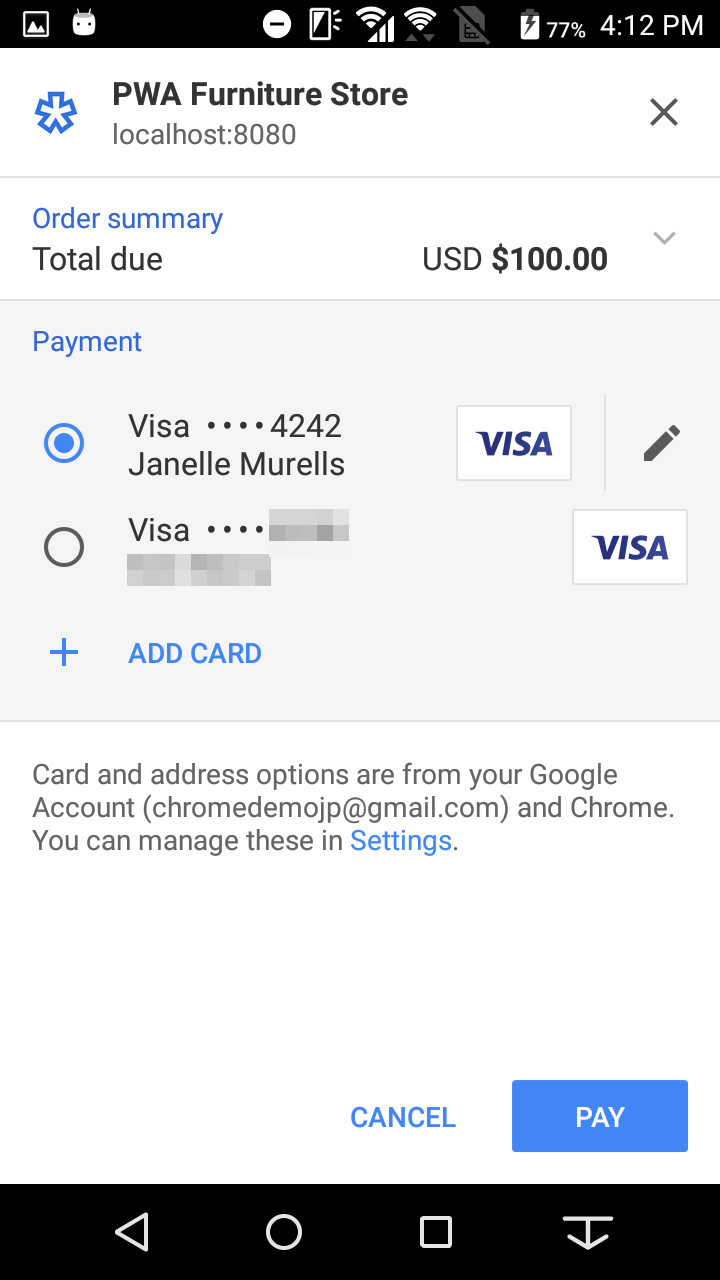 77% 4:12 PM
PWA Furniture Store
localhost:8080
Order summary
Total due USD $100.00
Payment
Visa ····4242 VISA
Janelle Murells
Visa ···· VISA
ADD CARD
Card and address options are from your Google
Account (chromedemojp@gmail.com) and Chrome.
You can manage these in Settings.
CANCEL PAY